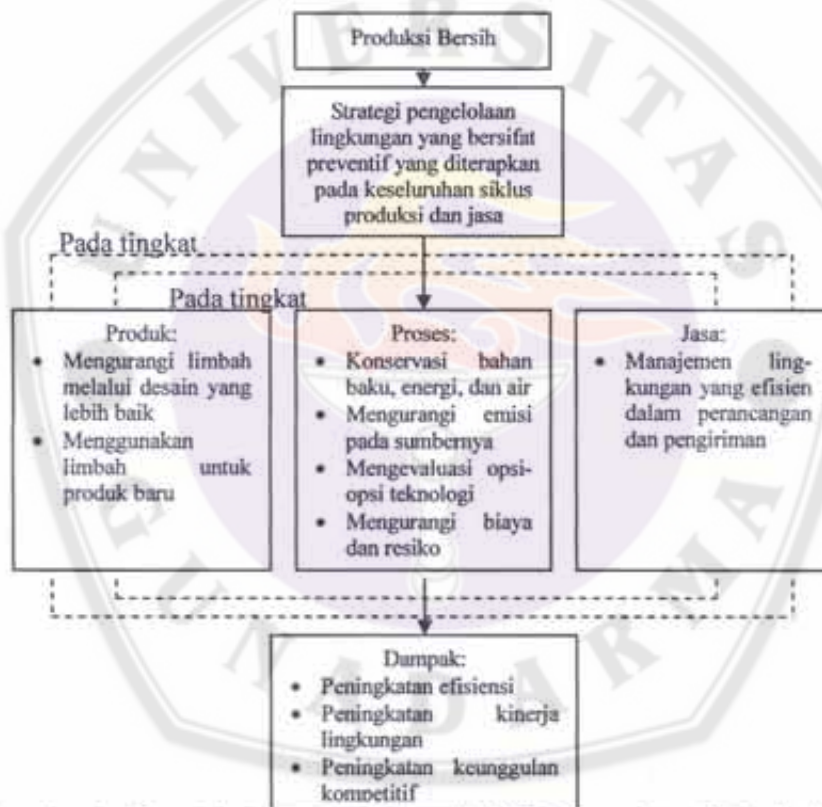 Produksi Bersih
Strategi pengelolaan
lingkungan yang bersifat
preventif yang diterapkan
pada keseluruhan siklus
produksi dan jasa
Pada tingkat
Pada tingkat
Produk:
• Mengurangi limbah
melalui desain yang
lebih baik
• Menggunakan
limbah untuk
produk baru
Proses:
• Konservasi bahan
baku, energi, dan air
• Mengurangi emisi
pada sumbernya
• Mengevaluasi opsi-
opsi teknologi
• Mengurangi biaya
dan resiko
Jasa:
• Manajemen ling-
kungan yang efisien
dalam perancangan
dan pengiriman
Dampak:
• Peningkatan efisiensi
• Peningkatan kinerja
lingkungan
• Peningkatan keunggulan
kompetitif
UNIVERSITAS
GUNADARMA